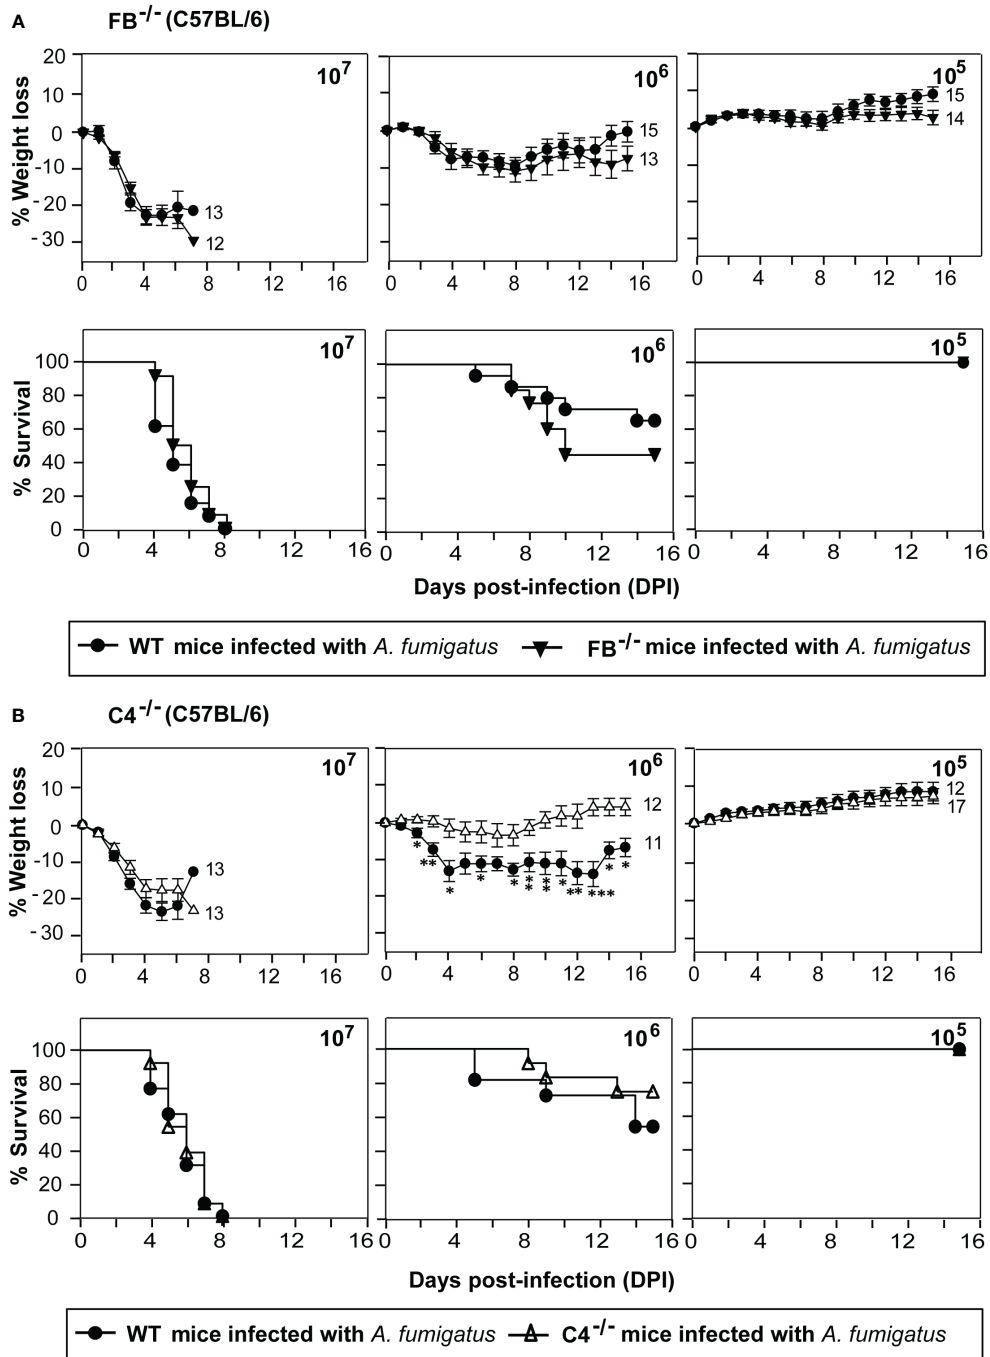 A FB-/- (C57BL/6)
20 10 0 -10 -20 -30
% Weight loss
10^7
13
12
0 4 8 12 16
10^6
15
13
0 4 8 12 16
10^5
15
14
0 4 8 12 16
100 80 60 40 20 0
% Survival
10^7
0 4 8 12 16
10^6
0 4 8 12 16
10^5
0 4 8 12 16
Days post-infection (DPI)
WT mice infected with A. fumigatus FB-/- mice infected with A. fumigatus
B C4-/- (C57BL/6)
20 10 0 -10 -20 -30
% Weight loss
10^7
13
13
0 4 8 12 16
10^6
12
11
* ** * * * * * * * * ** *** * *
0 4 8 12 16
10^5
12
17
0 4 8 12 16
100 80 60 40 20 0
% Survival
10^7
0 4 8 12 16
10^6
0 4 8 12 16
10^5
0 4 8 12 16
Days post-infection (DPI)
WT mice infected with A. fumigatus C4-/- mice infected with A. fumigatus